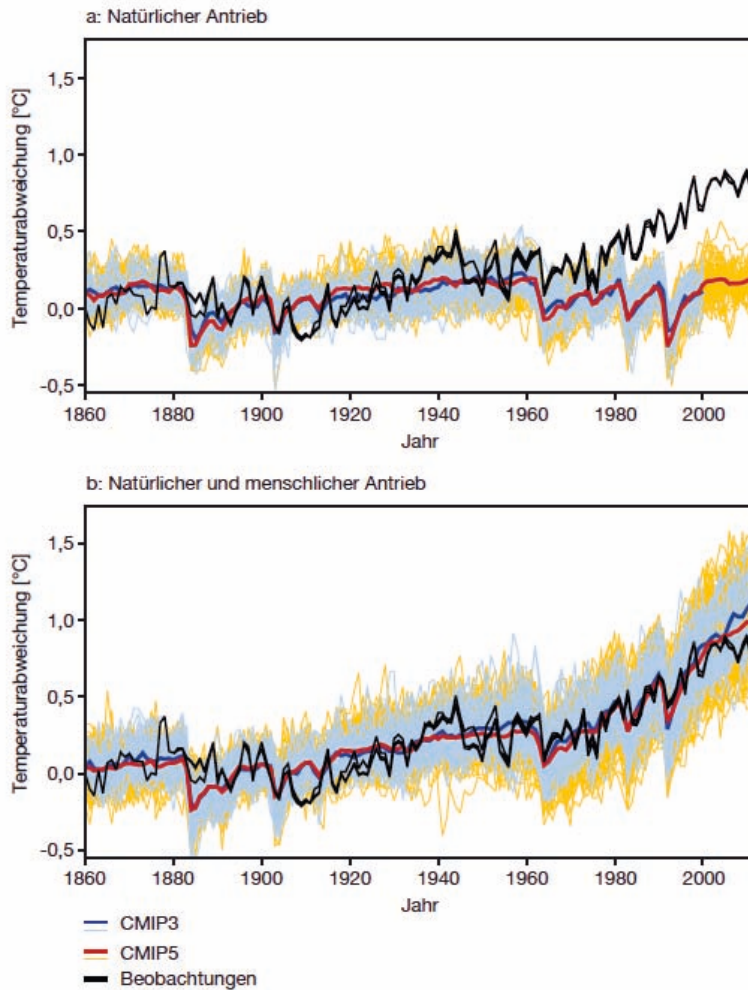 a: Natürlicher Antrieb
Temperaturabweichung [°C]
1,5
1,0
0,5
0,0
-0,5
1860 1880 1900 1920 1940 1960 1980 2000
Jahr
b: Natürlicher und menschlicher Antrieb
Temperaturabweichung [°C]
1,5
1,0
0,5
0,0
-0,5
1860 1880 1900 1920 1940 1960 1980 2000
Jahr
CMIP3
CMIP5
Beobachtungen